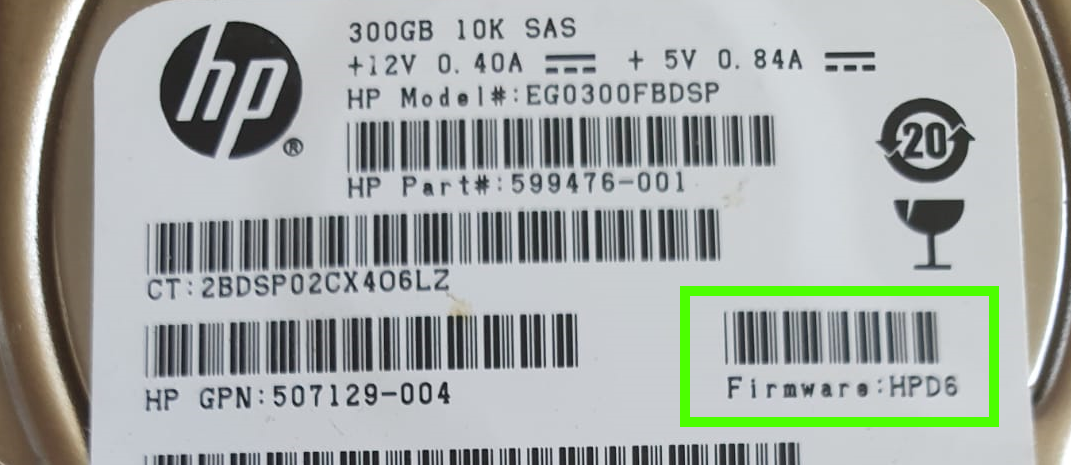 hp®
300GB 10K SAS
+12V 0.40A + 5V 0.84A
HP Model#:EG0300FBDSP
20
HP Part#:599476-001
CT:2BDSP02CX4O6LZ
HP GPN:507129-004
Firmware:HPD6